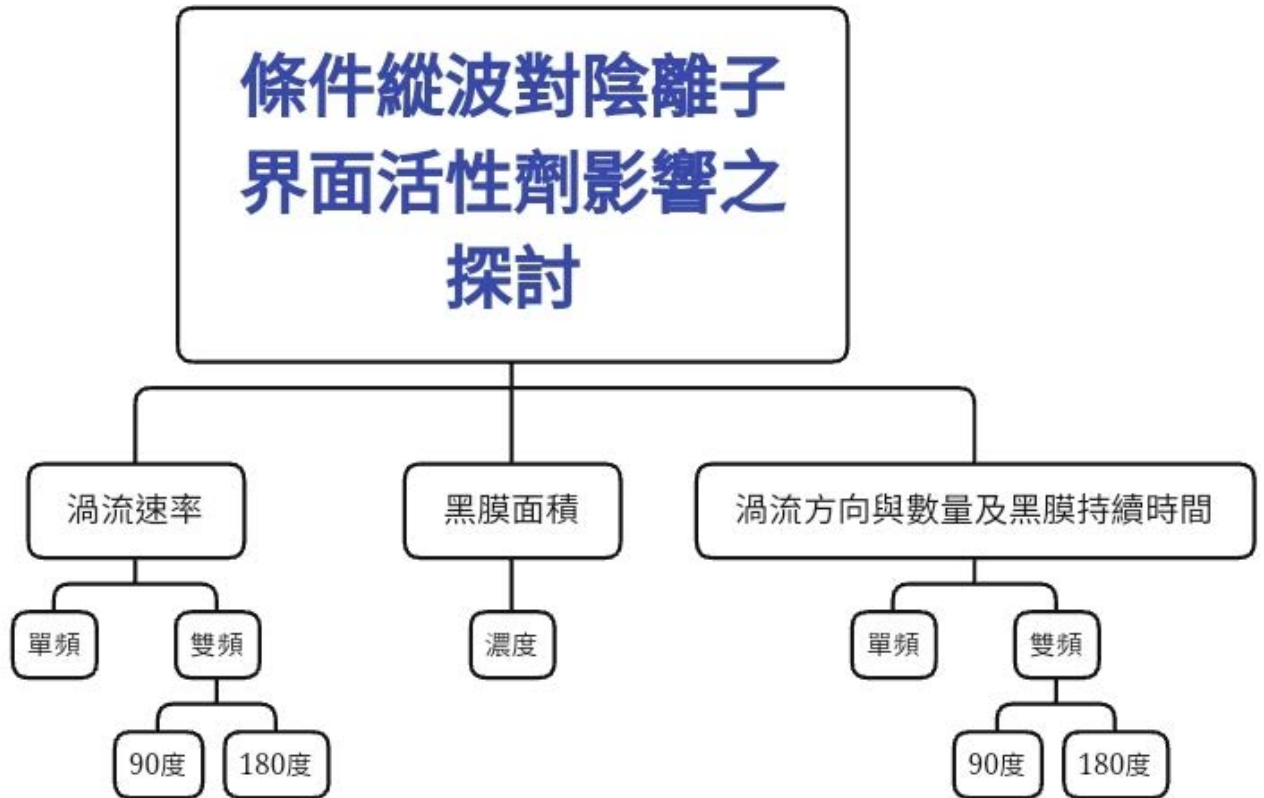 條件縱波對陰離子
界面活性劑影響之
探討
渦流速率
黑膜面積
渦流方向與數量及黑膜持續時間
單頻
雙頻
濃度
單頻
雙頻
90度
180度
90度
180度